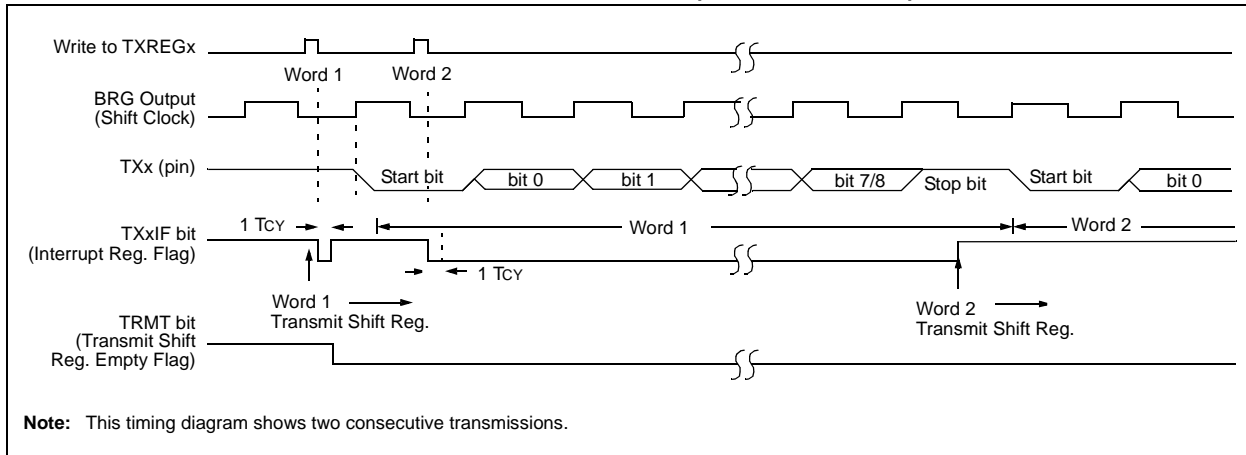 Write to TXREGx
Word 1
Word 2
BRG Output
(Shift Clock)
TXx (pin)
Start bit
bit 0
bit 1
bit 7/8
Stop bit
Start bit
bit 0
1 TCY
TXxIF bit
(Interrupt Reg. Flag)
Word 1
Word 2
1 TCY
Word 1
Transmit Shift Reg.
Word 2
Transmit Shift Reg.
TRMT bit
(Transmit Shift
Reg. Empty Flag)
Note: This timing diagram shows two consecutive transmissions.